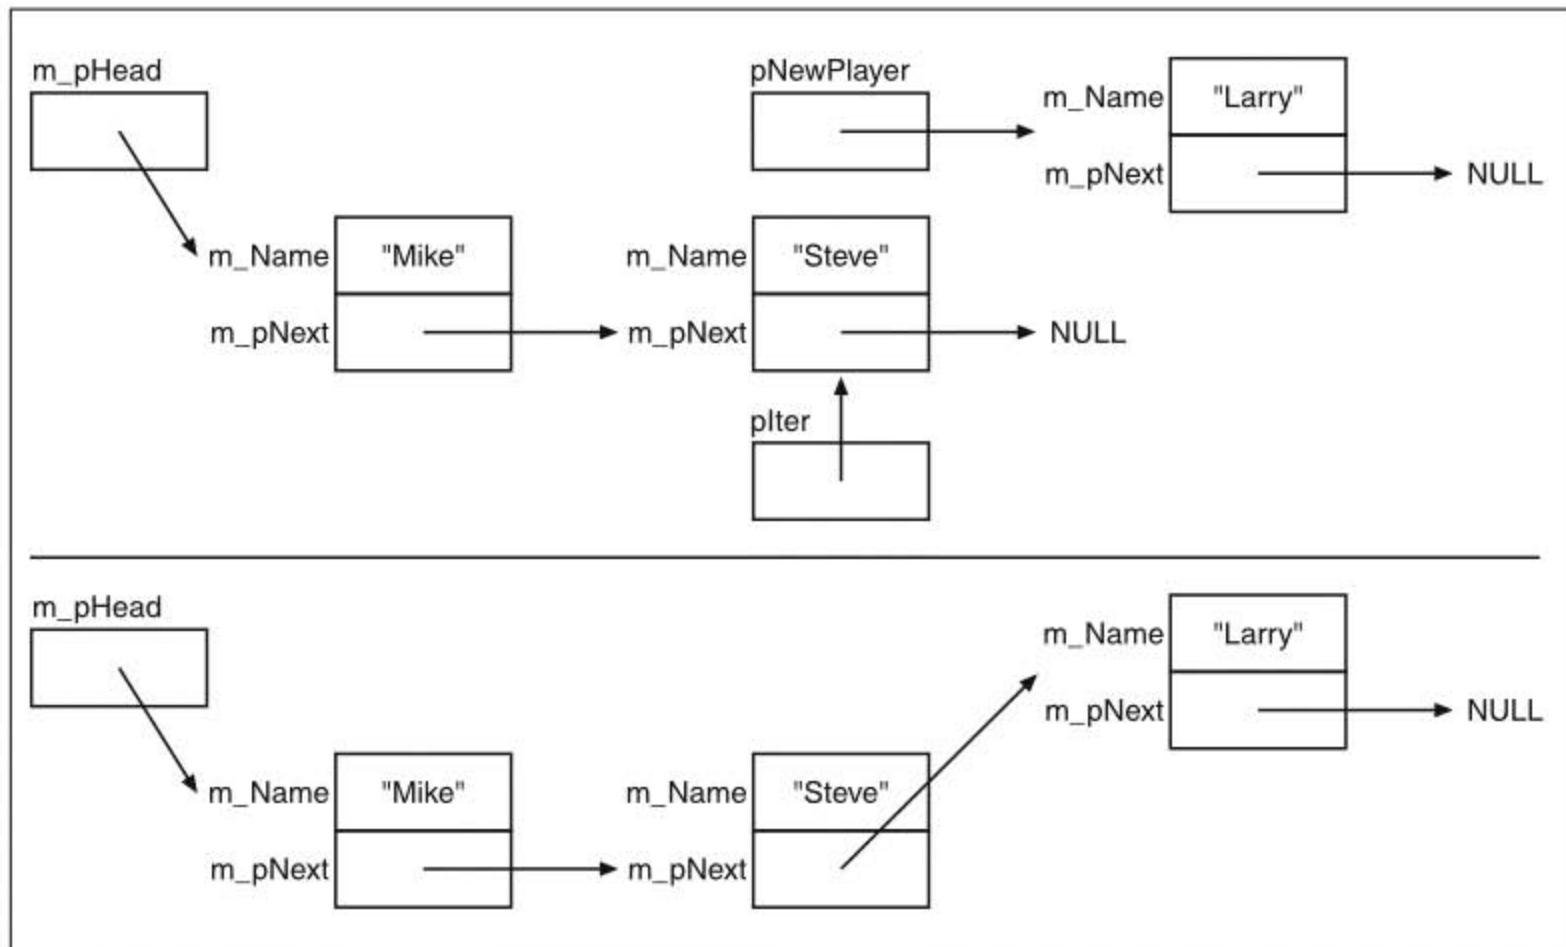 m_pHead
pNewPlayer
m_Name "Larry"
m_pNext NULL
m_Name "Mike" m_Name "Steve"
m_pNext m_pNext NULL
pIter
m_pHead
m_Name "Larry"
m_pNext NULL
m_Name "Mike" m_Name "Steve"
m_pNext m_pNext